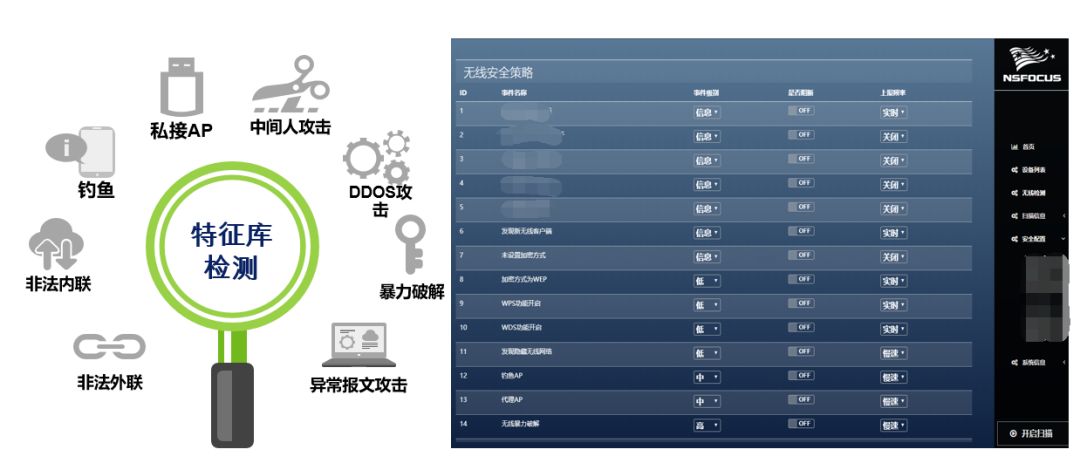 私接AP
中间人攻击
钓鱼
DDOS攻
击
特征库
检测
非法内联
暴力破解
非法外联
异常报文攻击
无线安全策略
ID 事件名称 事件级别 是否阻断 上报频率
1 信息 OFF 实时
2 信息 OFF 关闭
3 信息 OFF 关闭
4 信息 OFF 关闭
5 信息 OFF 关闭
6 发现新无线客户端 信息 OFF 实时
7 未设置加密方式 信息 OFF 关闭
8 加密方式为WEP 低 OFF 实时
9 WPS功能开启 低 OFF 实时
10 WDS功能开启 低 OFF 实时
11 发现隐藏无线网络 低 OFF 慢速
12 钓鱼AP 中 OFF 慢速
13 代理AP 中 OFF 慢速
14 无线暴力破解 高 OFF 慢速
NSFOCUS
首页
设备列表
无线检测
扫描信息
安全配置
系统信息
开启扫描